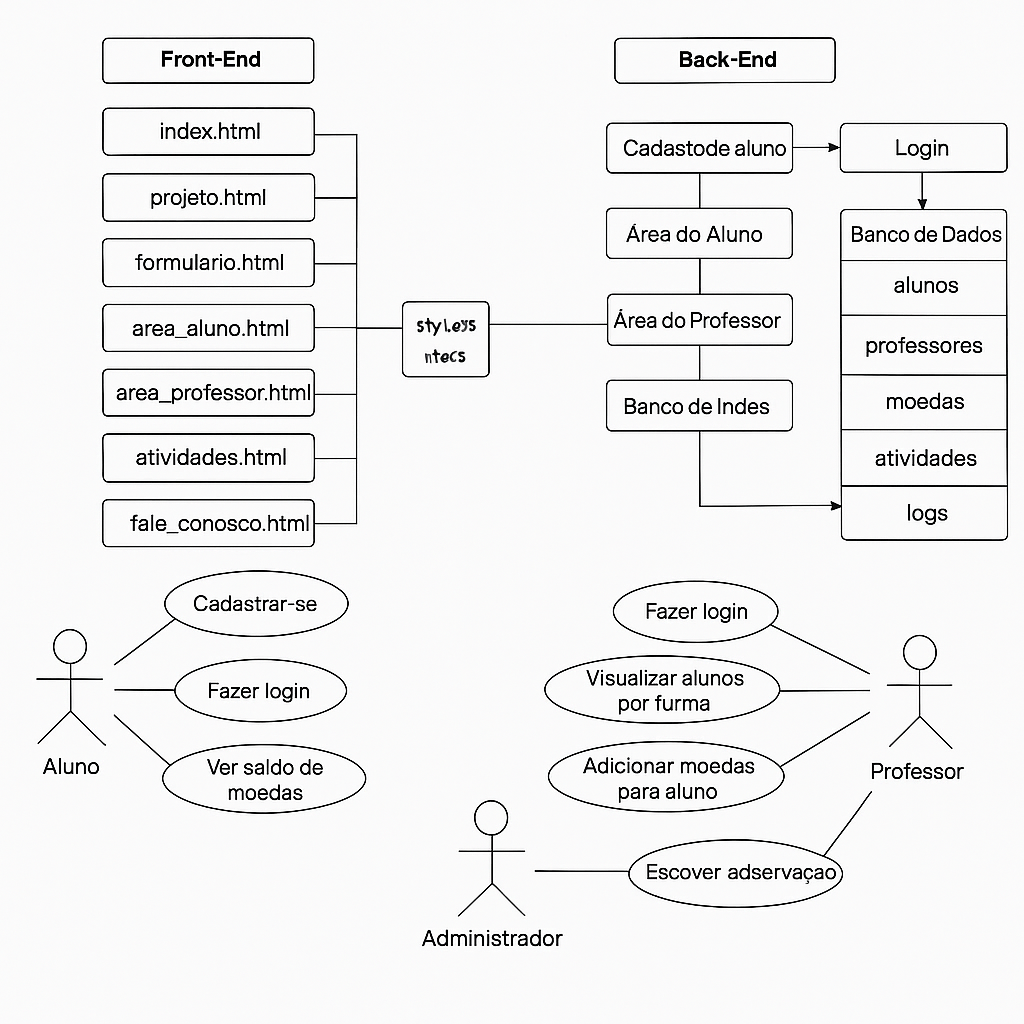 Front-End
index.html
projeto.html
formulario.html
area_aluno.html
area_professor.html
atividades.html
fale_conosco.html
styleys
ntecs
Back-End
Cadastode aluno
Área do Aluno
Área do Professor
Banco de Indes
Login
Banco de Dados
alunos
professores
moedas
atividades
logs
Cadastrar-se
Fazer login
Ver saldo de
moedas
Aluno
Fazer login
Visualizar alunos
por furma
Adicionar moedas
para aluno
Escover adservaçao
Professor
Administrador